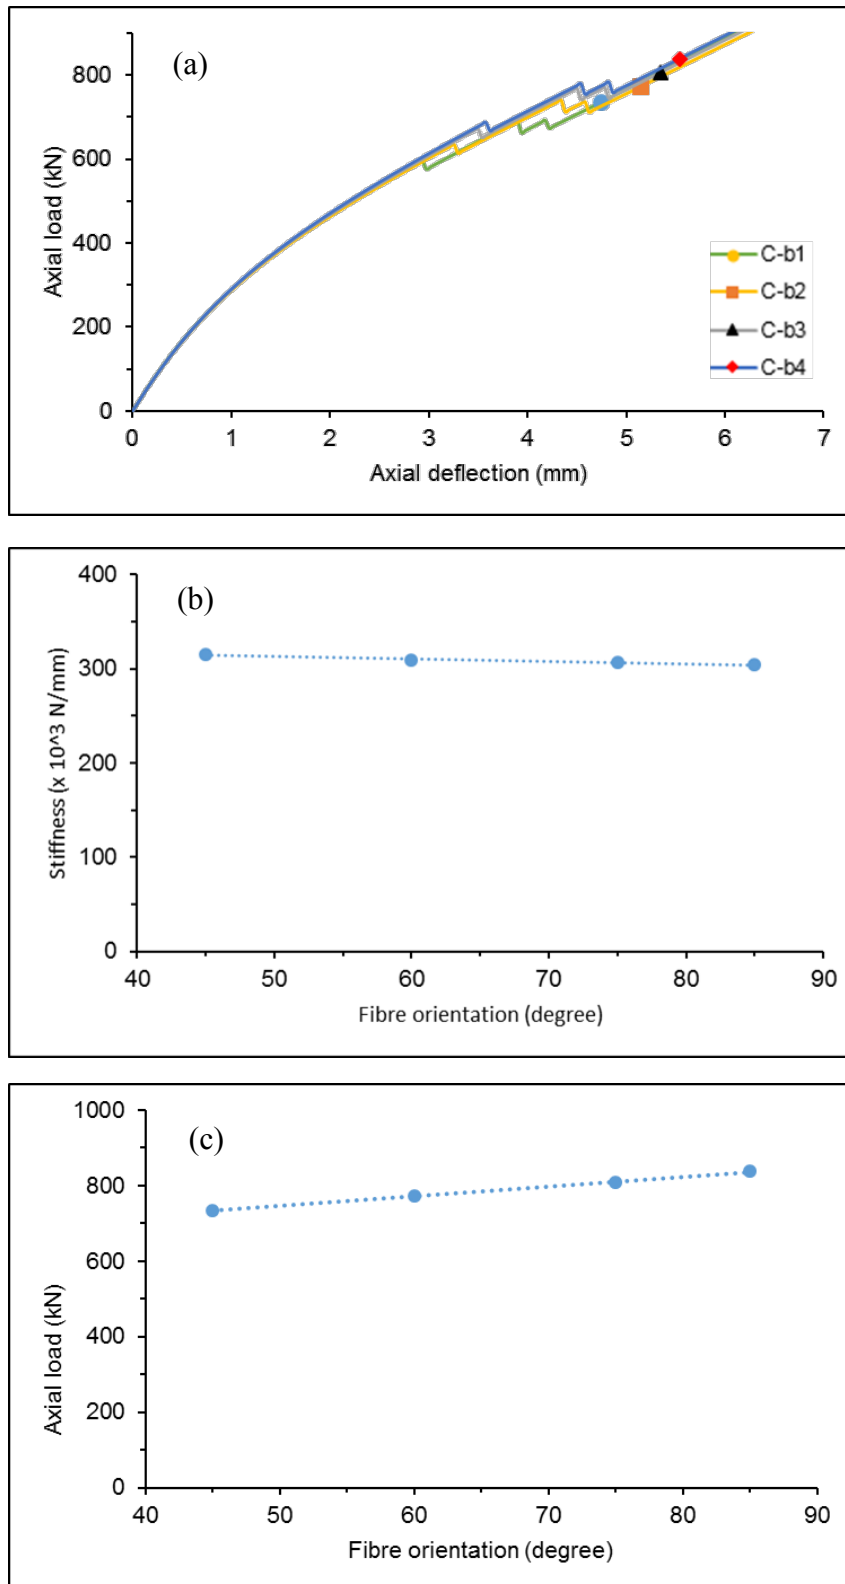 (a)
800
600
400
200
0
Axial load (kN)
0 1 2 3 4 5 6 7
Axial deflection (mm)
C-b1
C-b2
C-b3
C-b4
(b)
400
300
200
100
0
Stiffness (x 10^3 N/mm)
40 50 60 70 80 90
Fibre orientation (degree)
(c)
1000
800
600
400
200
0
Axial load (kN)
40 50 60 70 80 90
Fibre orientation (degree)